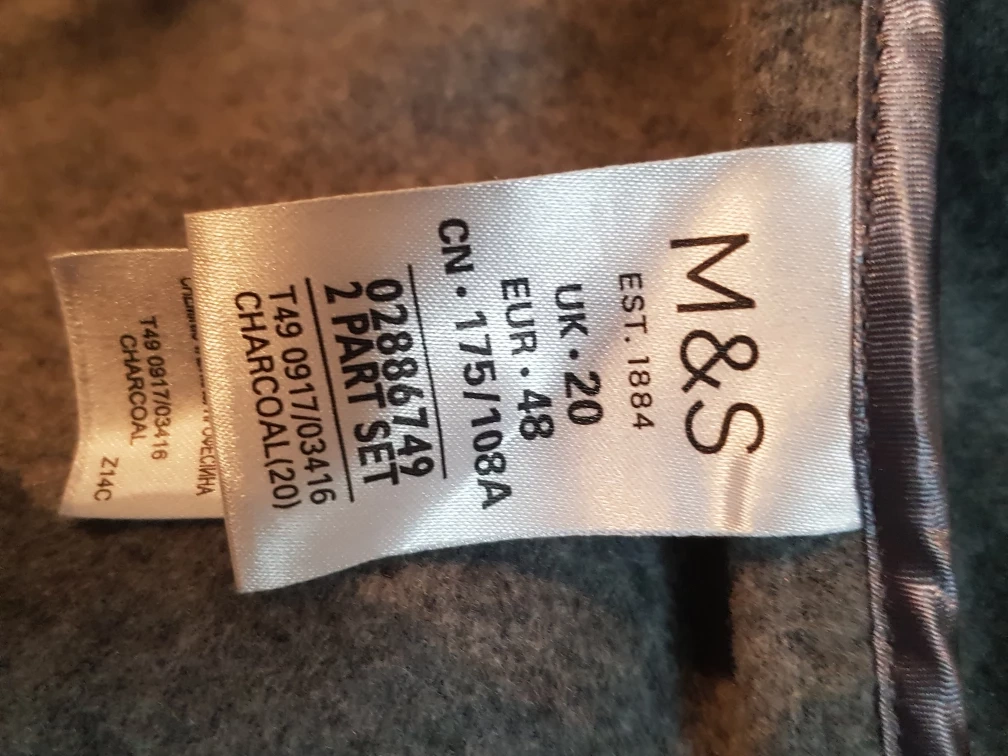 M&S
EST. 1884
UK · 20
EUR · 48
CN · 175/108A
02886749
2 PART SET
T49 0917/03416
CHARCOAL(20)
T49 0917/03416
CHARCOAL
Z14C